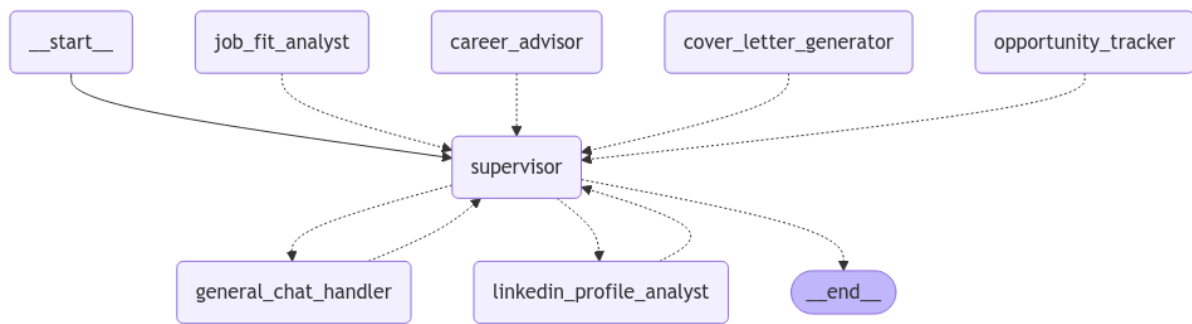 __start__
job_fit_analyst
career_advisor
cover_letter_generator
opportunity_tracker
supervisor
general_chat_handler
linkedin_profile_analyst
__end__